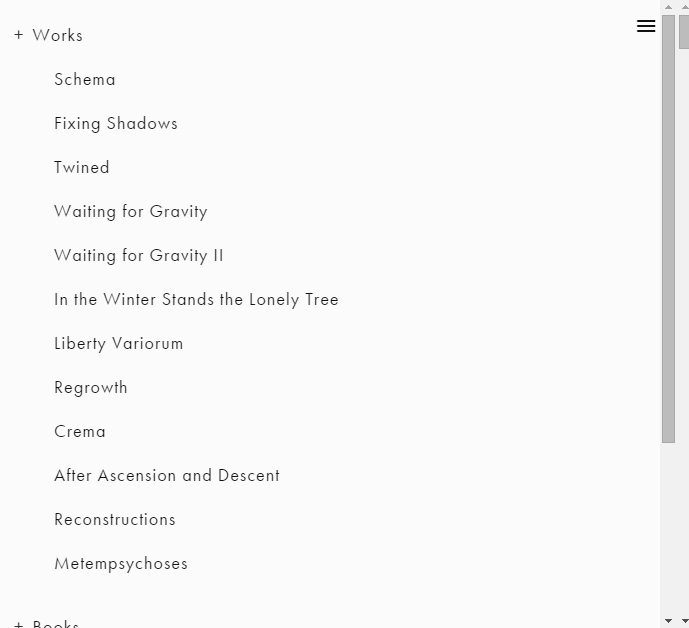 + Works
Schema
Fixing Shadows
Twined
Waiting for Gravity
Waiting for Gravity II
In the Winter Stands the Lonely Tree
Liberty Variorum
Regrowth
Crema
After Ascension and Descent
Reconstructions
Metempsychoses
+ Books